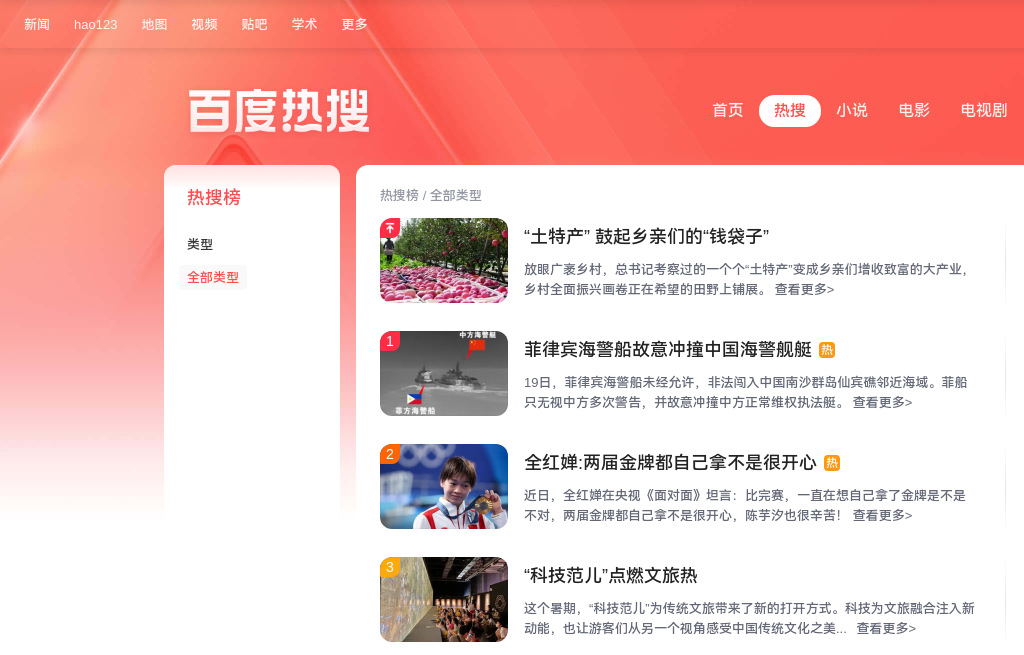 新闻 hao123 地图 视频 贴吧 学术 更多
百度热搜
首页 热搜 小说 电影 电视剧
热搜榜
类型
全部类型
热搜榜 / 全部类型
“土特产” 鼓起乡亲们的“钱袋子”
放眼广袤乡村，总书记考察过的一个个“土特产”变成乡亲们增收致富的大产业，
乡村全面振兴画卷正在希望的田野上铺展。 查看更多>
1
中方海警艇
菲方海警船
菲律宾海警船故意冲撞中国海警舰艇 热
19日，菲律宾海警船未经允许，非法闯入中国南沙群岛仙宾礁邻近海域。菲船
只无视中方多次警告，并故意冲撞中方正常维权执法艇。 查看更多>
2
全红婵:两届金牌都自己拿不是很开心 热
近日，全红婵在央视《面对面》坦言：比完赛，一直在想自己拿了金牌是不是
不对，两届金牌都自己拿不是很开心，陈芋汐也很辛苦！ 查看更多>
3
“科技范儿”点燃文旅热
这个暑期，“科技范儿”为传统文旅带来了新的打开方式。科技为文旅融合注入新
动能，也让游客们从另一个视角感受中国传统文化之美... 查看更多>